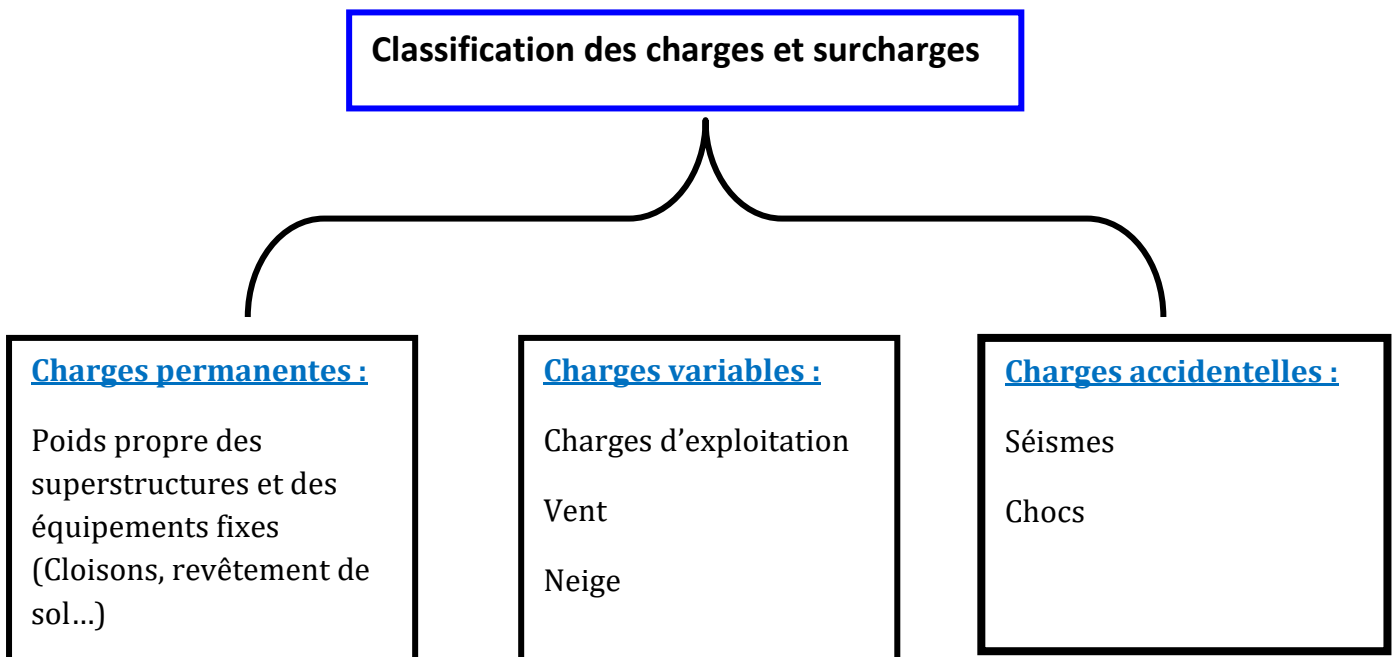 Classification des charges et surcharges
Charges permanentes :
Poids propre des
superstructures et des
équipements fixes
(Cloisons, revêtement de
sol…)
Charges variables :
Charges d’exploitation
Vent
Neige
Charges accidentelles :
Séismes
Chocs